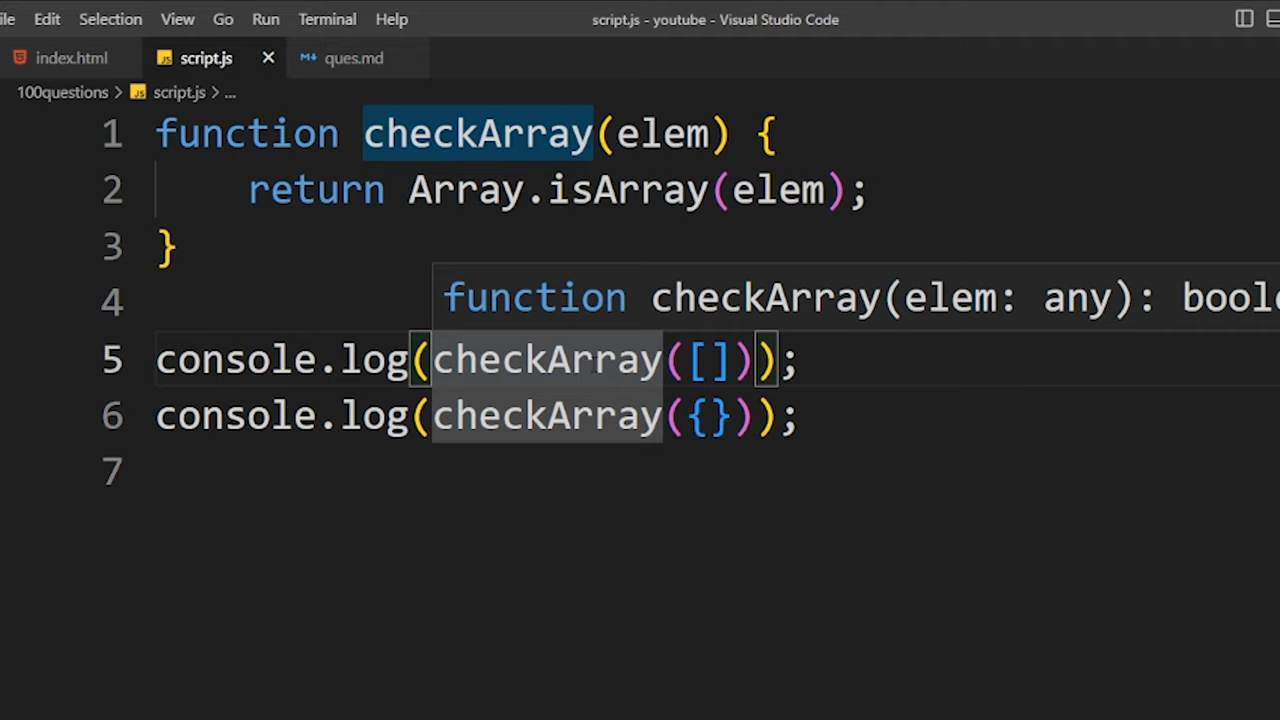 Edit Selection View Go Run Terminal Help script.js - youtube - Visual Studio Code
index.html script.js ques.md
100questions > script.js > ...
1 function checkArray(elem) {
2 return Array.isArray(elem);
3 }
4 function checkArray(elem: any):
5 console.log(checkArray([]));
6 console.log(checkArray({}));
7